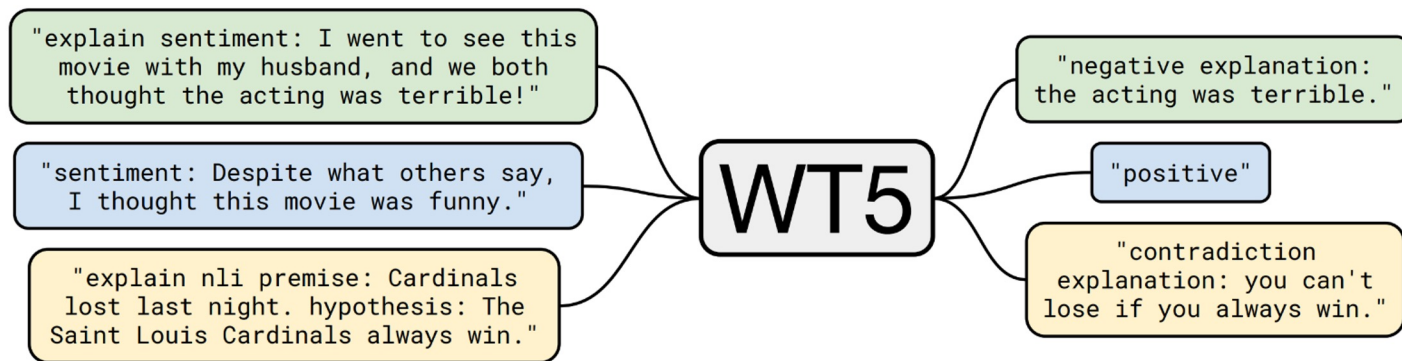 "explain sentiment: I went to see this
movie with my husband, and we both
thought the acting was terrible!"
"sentiment: Despite what others say,
I thought this movie was funny."
"explain nli premise: Cardinals
lost last night. hypothesis: The
Saint Louis Cardinals always win."
WT5
"negative explanation:
the acting was terrible."
"positive"
"contradiction
explanation: you can't
lose if you always win."